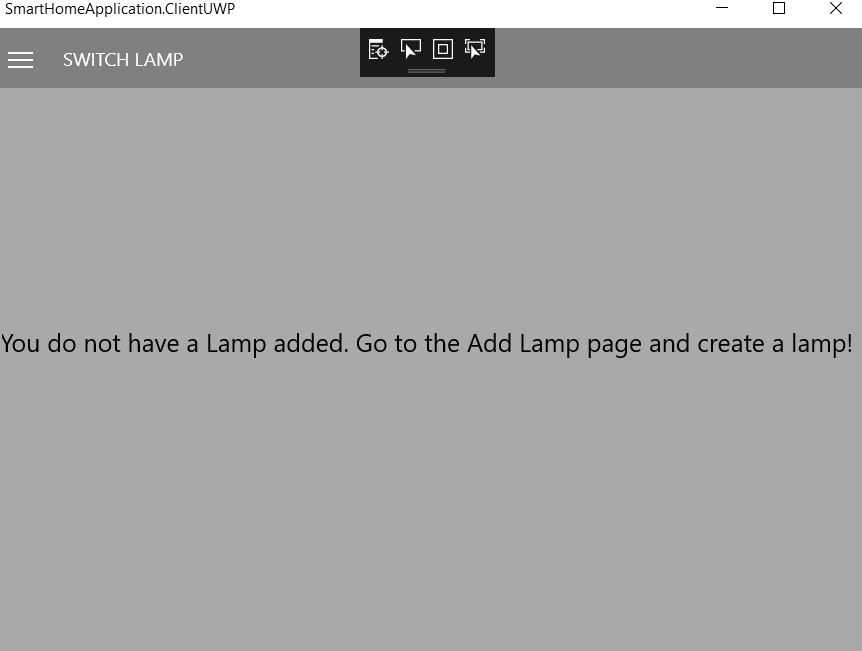 SmartHomeApplication.ClientUWP
SWITCH LAMP
You do not have a Lamp added. Go to the Add Lamp page and create a lamp!